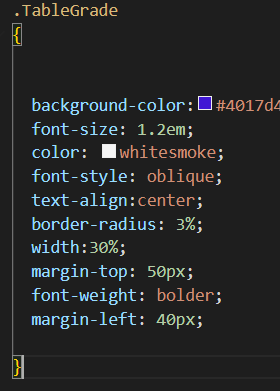 .TableGrade
{
background-color:#4017d4
font-size: 1.2em;
color: whitesmoke;
font-style: oblique;
text-align:center;
border-radius: 3%;
width:30%;
margin-top: 50px;
font-weight: bolder;
margin-left: 40px;
}